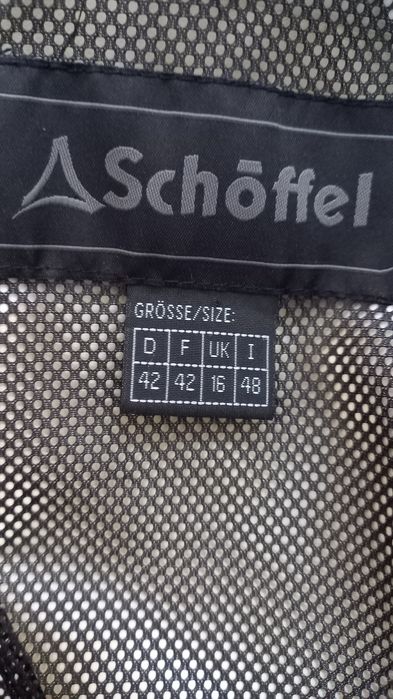 Schöffel
GRÖSSE/SIZE:
D F UK I
42 42 16 48